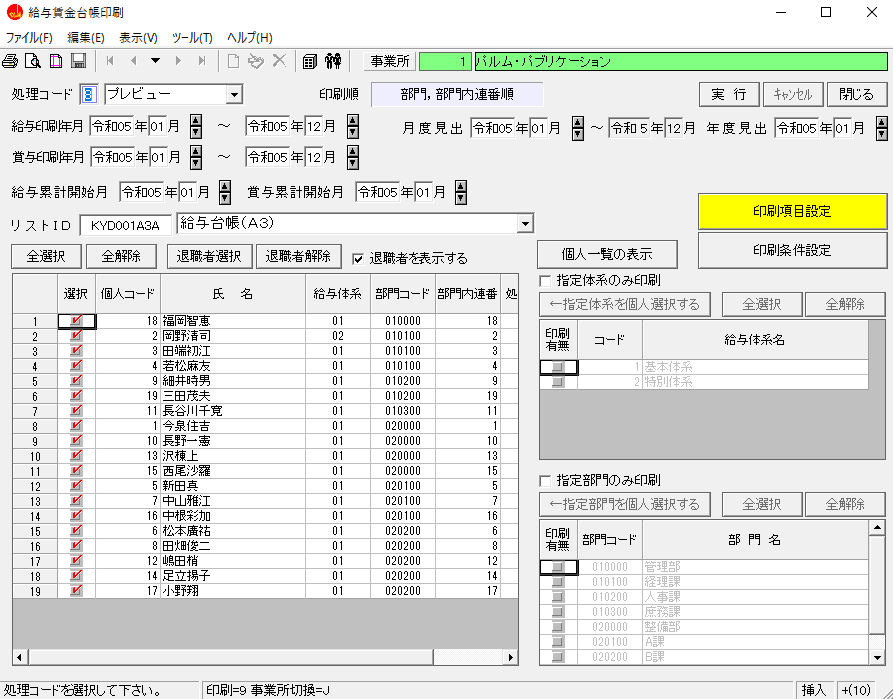 給与賃金台帳印刷
ファイル(F) 編集(E) 表示(V) ツール(T) ヘルプ(H)
事業所 1 パルム・パブリケーション
処理コード 8 プレビュー 印刷順 部門,部門内連番順 実 行 キャンセル 閉じる
給与印刷年月 令和05年01月 ～ 令和05年12月 月度見出 令和05年01月 ～ 令和 5年12月 年度見出 令和05年01月
賞与印刷年月 令和05年01月 ～ 令和05年12月
給与累計開始月 令和05年01月 賞与累計開始月 令和05年01月
リストID KYD001A3A 給与台帳(A3) 印刷項目設定
全選択 全解除 退職者選択 退職者解除 退職者を表示する 個人一覧の表示 印刷条件設定
選択 個人コード 氏 名 給与体系 部門コード 部門内連番 処
1 18 福岡智恵 01 010000 18
2 2 岡野清司 02 010100 2
3 3 田端初江 01 010100 3
4 4 若松麻友 01 010100 4
5 9 細井時男 01 010200 9
6 19 三田茂夫 01 010200 19
7 11 長谷川千寛 01 010300 11
8 1 今泉住吉 01 020000 1
9 10 長野一憲 01 020000 10
10 13 沢棟上 01 020000 13
11 15 西尾沙羅 01 020000 15
12 5 新田真 01 020100 5
13 7 中山雅江 01 020100 7
14 16 中根彩加 01 020100 16
15 6 松本廣祐 01 020200 6
16 8 田畑俊二 01 020200 8
17 12 嶋田梢 01 020200 12
18 14 足立揚子 01 020200 14
19 17 小野翔 01 020200 17
指定体系のみ印刷
←指定体系を個人選択する 全選択 全解除
印刷有無 コード 給与体系名
1 基本体系
2 特別体系
指定部門のみ印刷
←指定部門を個人選択する 全選択 全解除
印刷有無 部門コード 部 門 名
010000 管理部
010100 経理課
010200 人事課
010300 庶務課
020000 整備部
020100 A課
020200 B課
処理コードを選択して下さい。 印刷=9 事業所切換=J 挿入 +(10)